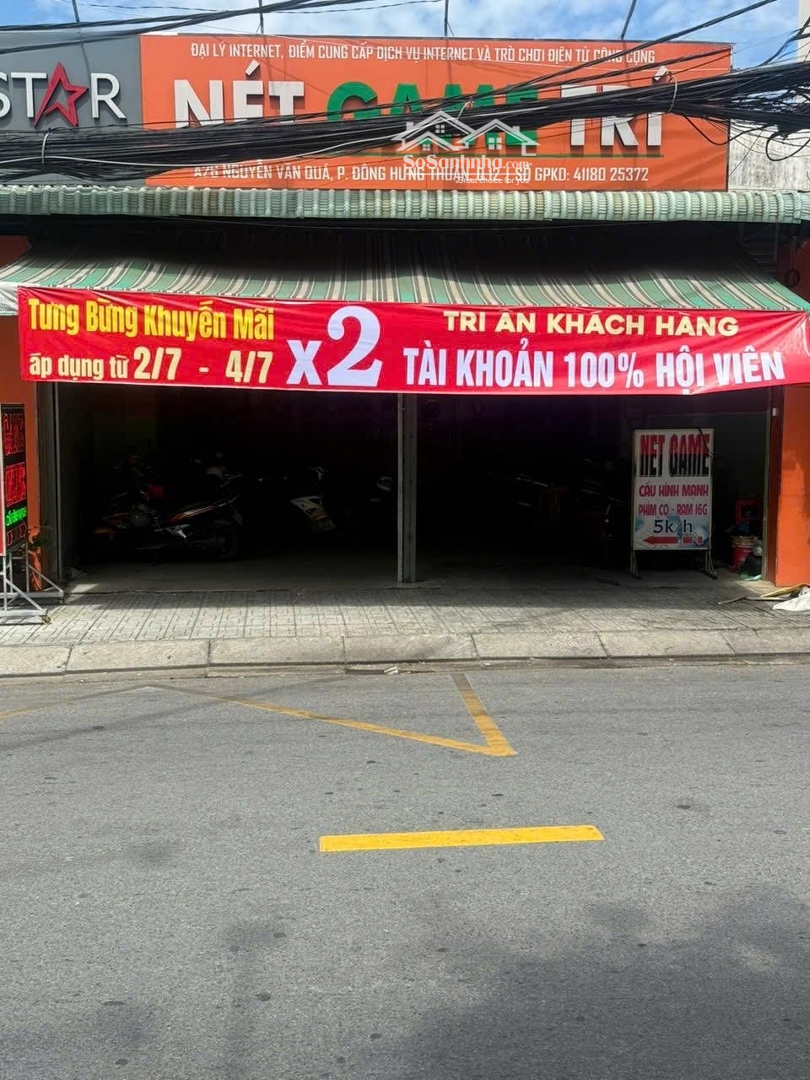 ĐẠI LÝ INTERNET, ĐIỂM CUNG CẤP DỊCH VỤ INTERNET VÀ TRÒ CHƠI ĐIỆN TỬ CÔNG CỘNG
STAR
NÉT GAME TRÍ
SoSanhnha.com
NGUYỄN VĂN QUÁ, P. ĐÔNG HƯNG THUẬN, Q12 | SỐ GPKD: 41180 25372
Tưng Bừng Khuyến Mãi
áp dụng từ 2/7 - 4/7
x2
TRI ÂN KHÁCH HÀNG
TÀI KHOẢN 100% HỘI VIÊN
NET GAME
CẤU HÌNH MẠNH
PHÍM CƠ - RAM 16G
5k/h